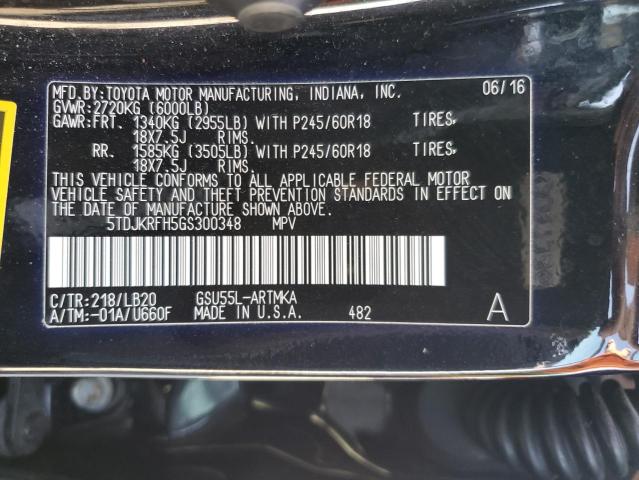 MFD.BY:TOYOTA MOTOR MANUFACTURING, INDIANA, INC. 06/16
GVWR:2720KG (6000LB)
GAWR:FRT. 1340KG (2955LB) WITH P245/60R18 TIRES,
18X7.5J RIMS.
RR. 1585KG (3505LB) WITH P245/60R18 TIRES,
18X7.5J RIMS.
THIS VEHICLE CONFORMS TO ALL APPLICABLE FEDERAL MOTOR
VEHICLE SAFETY AND THEFT PREVENTION STANDARDS IN EFFECT ON
THE DATE OF MANUFACTURE SHOWN ABOVE.
5TDJKRFH5GS300348 MPV
C/TR:218/LB20 GSU55L-ARTMKA
A/TM:-01A/U660F MADE IN U.S.A. 482 A